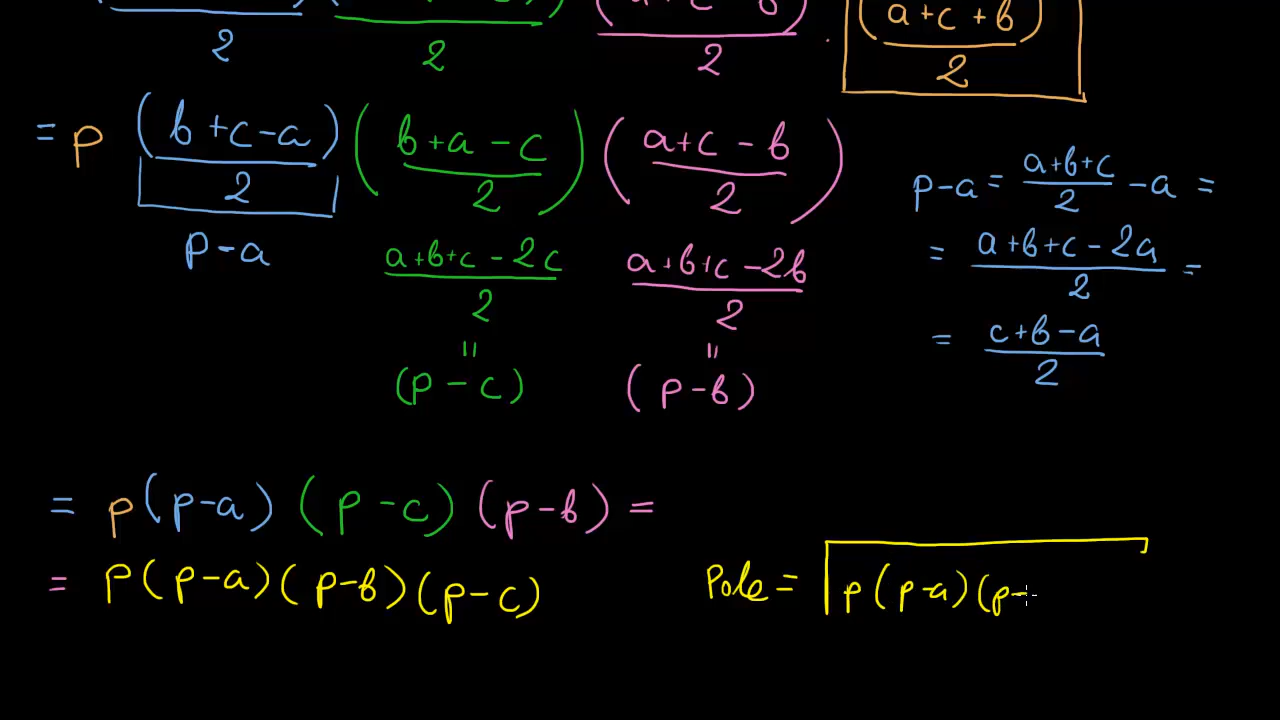 2 2 (a+c-b)/2 · (a+c+b)/2
= p ((b+c-a)/2) ((b+a-c)/2) ((a+c-b)/2)
p-a
(a+b+c-2c)/2 (a+b+c-2b)/2
= =
(p-c) (p-b)
p-a = (a+b+c)/2 - a =
= (a+b+c-2a)/2 =
= (c+b-a)/2
= p(p-a)(p-c)(p-b) =
= p(p-a)(p-b)(p-c)
Pole = √p(p-a)(p-